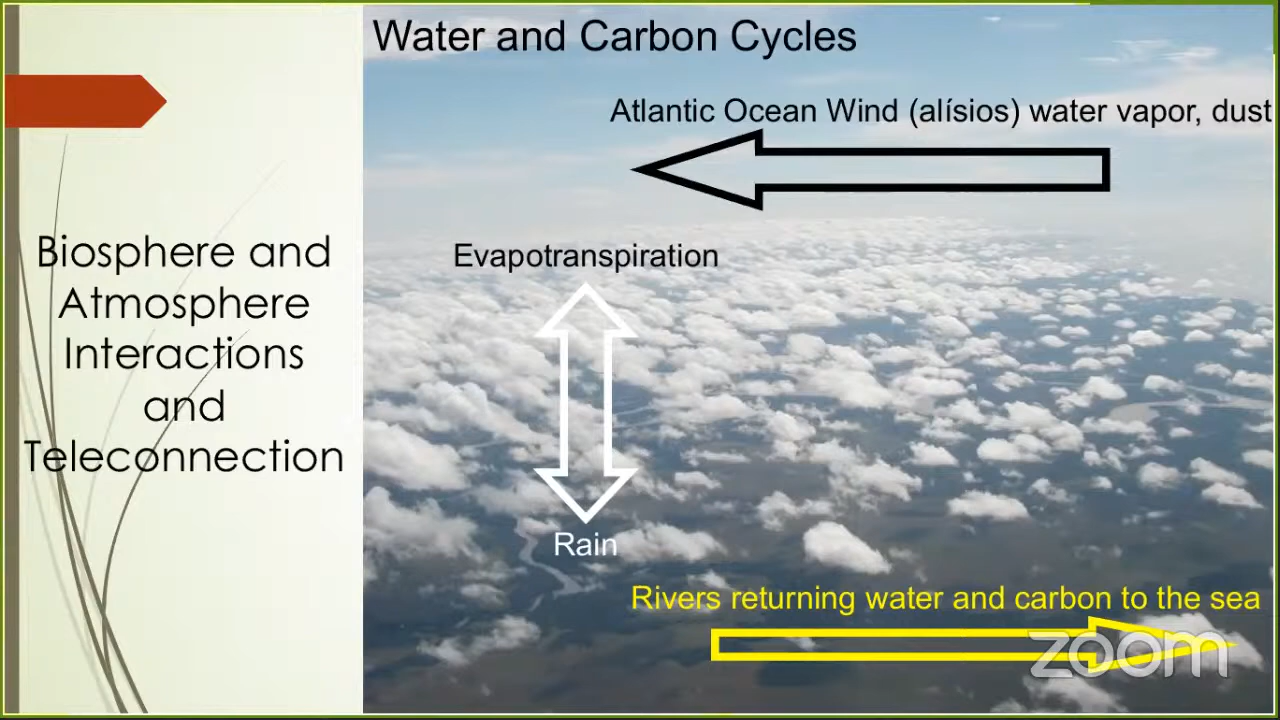 Water and Carbon Cycles
Atlantic Ocean Wind (alísios) water vapor, dust
Biosphere and
Atmosphere
Interactions
and
Teleconnection
Evapotranspiration
Rain
Rivers returning water and carbon to the sea
zoom